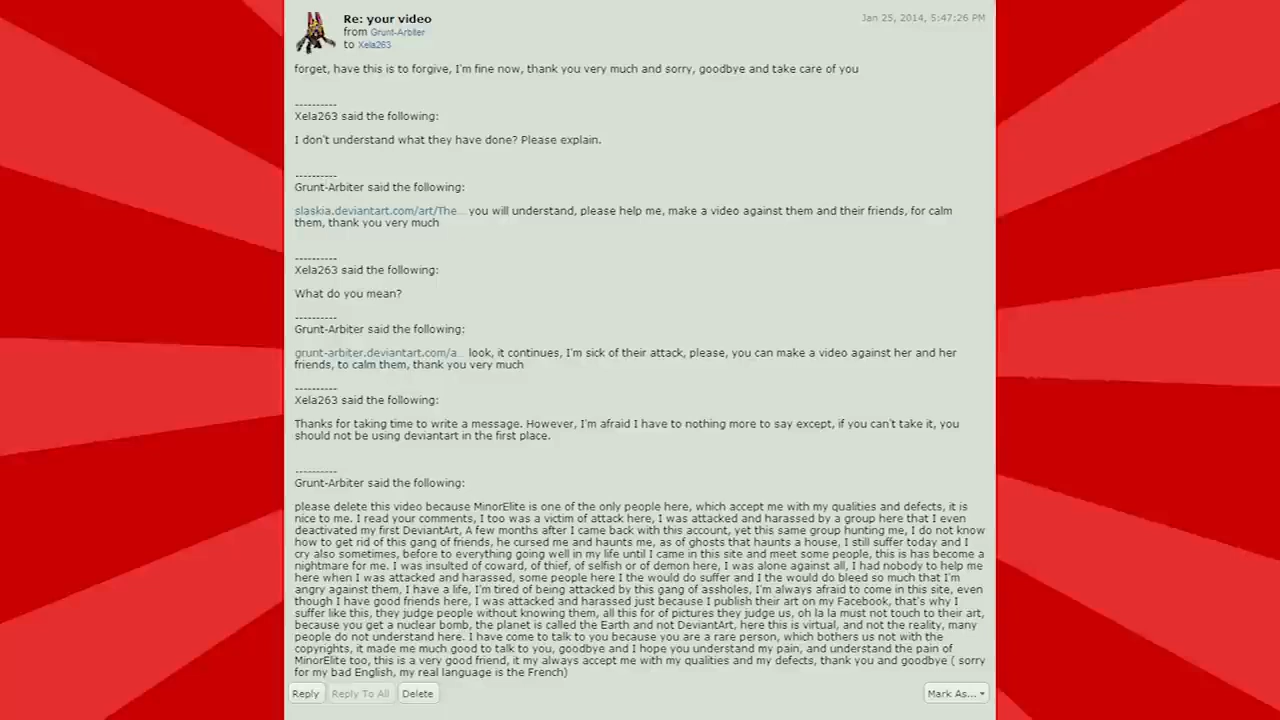 Re: your video
Jan 25, 2014, 5:47:26 PM
from Grunt-Arbiter
to Xela263
forget, have this is to forgive, I'm fine now, thank you very much and sorry, goodbye and take care of you
----------
Xela263 said the following:
I don't understand what they have done? Please explain.
----------
Grunt-Arbiter said the following:
slaskia.deviantart.com/art/The... you will understand, please help me, make a video against them and their friends, for calm
them, thank you very much
----------
Xela263 said the following:
What do you mean?
----------
Grunt-Arbiter said the following:
grunt-arbiter.deviantart.com/a... look, it continues, I'm sick of their attack, please, you can make a video against her and her
friends, to calm them, thank you very much
----------
Xela263 said the following:
Thanks for taking time to write a message. However, I'm afraid I have to nothing more to say except, if you can't take it, you
should not be using deviantart in the first place.
----------
Grunt-Arbiter said the following:
please delete this video because MinorElite is one of the only people here, which accept me with my qualities and defects, it is
nice to me. I read your comments, I too was a victim of attack here, I was attacked and harassed by a group here that I even
deactivated my first DeviantArt, A few months after I came back with this account, yet this same group hunting me, I do not know
how to get rid of this gang of friends, he cursed me and haunts me, as of ghosts that haunts a house, I still suffer today and I
cry also sometimes, before to everything going well in my life until I came in this site and meet some people, this is has become a
nightmare for me. I was insulted of coward, of thief, of selfish or of demon here, I was alone against all, I had nobody to help me
here when I was attacked and harassed, some people here I the would do suffer and I the would do bleed so much that I'm
angry against them, I have a life, I'm tired of being attacked by this gang of assholes, I'm always afraid to come in this site, even
though I have good friends here, I was attacked and harassed just because I publish their art on my Facebook, that's why I
suffer like this, they judge people without knowing them, all this for of pictures they judge us, oh la la must not touch to their art,
because you get a nuclear bomb, the planet is called the Earth and not DeviantArt, here this is virtual, and not the reality, many
people do not understand here. I have come to talk to you because you are a rare person, which bothers us not with the
copyrights, it made me much good to talk to you, goodbye and I hope you understand my pain, and understand the pain of
MinorElite too, this is a very good friend, it my always accept me with my qualities and my defects, thank you and goodbye ( sorry
for my bad English, my real language is the French)
Reply Reply To All Delete Mark As...